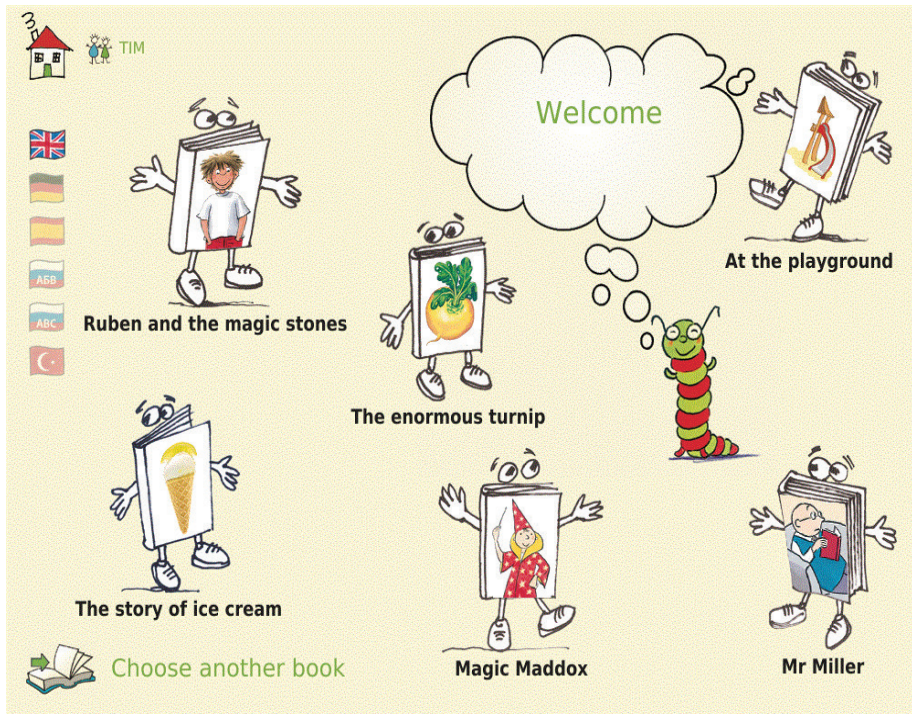 TIM
Welcome
At the playground
АБВ
ABC
Ruben and the magic stones
The enormous turnip
The story of ice cream
Magic Maddox
Mr Miller
Choose another book